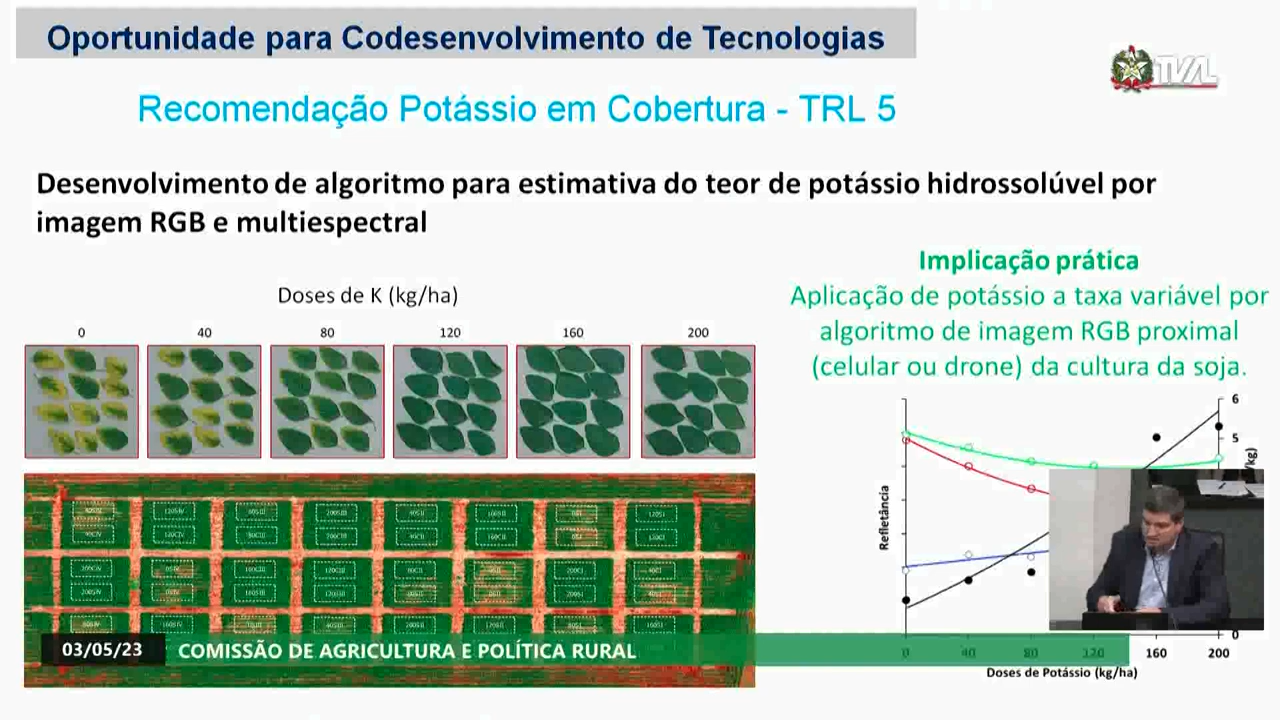 Oportunidade para Codesenvolvimento de Tecnologias
TVAL
Recomendação Potássio em Cobertura - TRL 5
Desenvolvimento de algoritmo para estimativa do teor de potássio hidrossolúvel por
imagem RGB e multiespectral
Implicação prática
Aplicação de potássio a taxa variável por
algoritmo de imagem RGB proximal
(celular ou drone) da cultura da soja.
Doses de K (kg/ha)
0 40 80 120 160 200
6
5
/kg)
Refletância
0
0 40 80 120 160 200
Doses de Potássio (kg/ha)
03/05/23 COMISSÃO DE AGRICULTURA E POLÍTICA RURAL